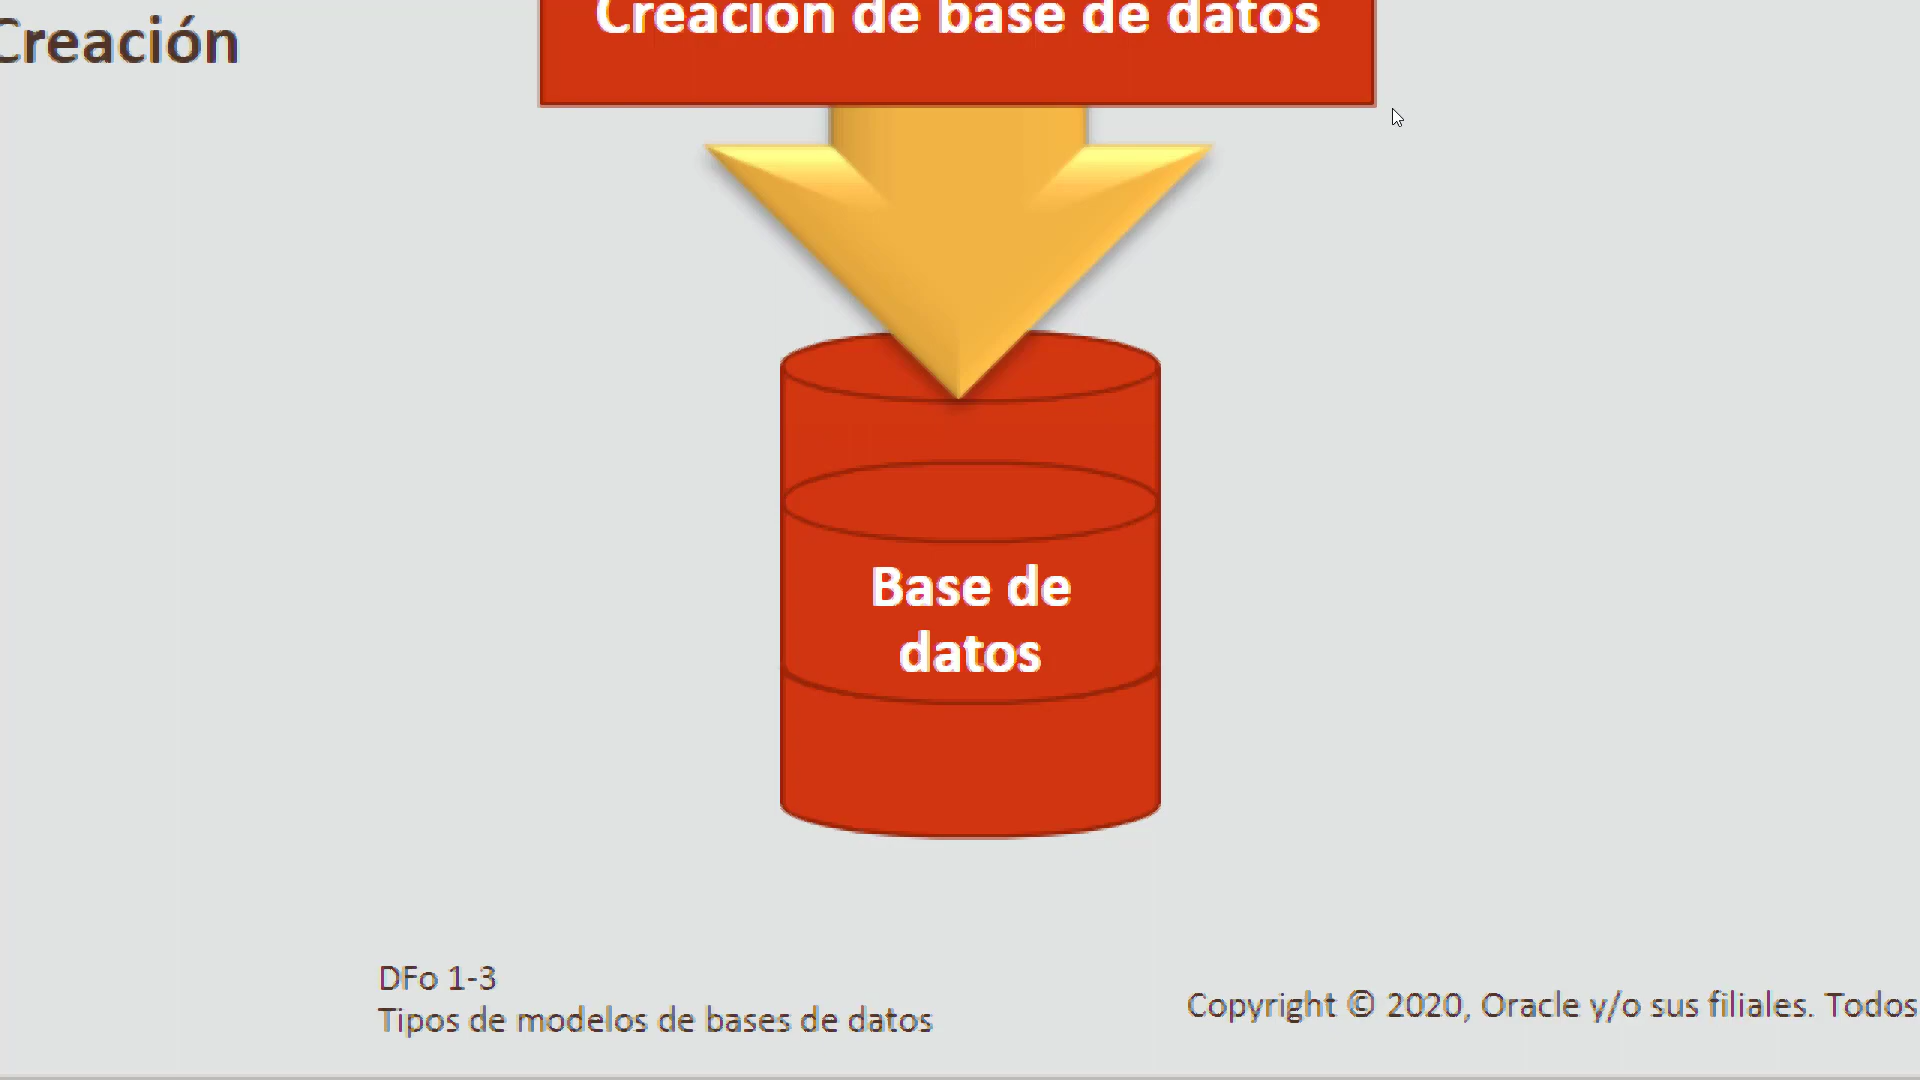 Creación de base de datos
Creación
Base de
datos
DFo 1-3
Tipos de modelos de bases de datos
Copyright © 2020, Oracle y/o sus filiales. Todos